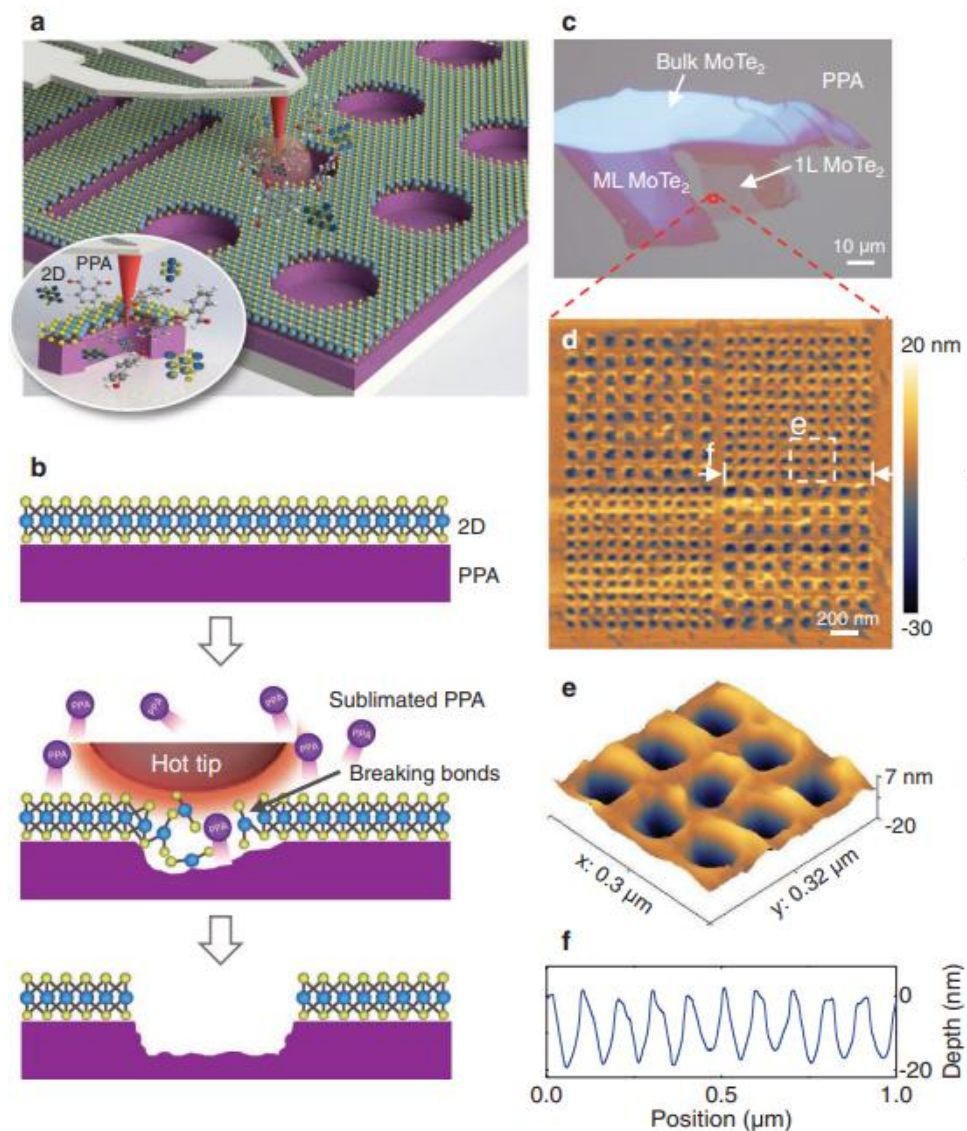 a
2D
PPA
b
2D
PPA
PPA
PPA
PPA
Sublimated PPA
PPA
PPA
PPA
Hot tip
Breaking bonds
PPA
c
Bulk MoTe₂
PPA
1L MoTe₂
ML MoTe₂
10 µm
d
20 nm
e
f
200 nm
-30
e
7 nm
-20
x: 0.3 µm
y: 0.32 µm
f
0
-20
Depth (nm)
0.0
0.5
1.0
Position (µm)